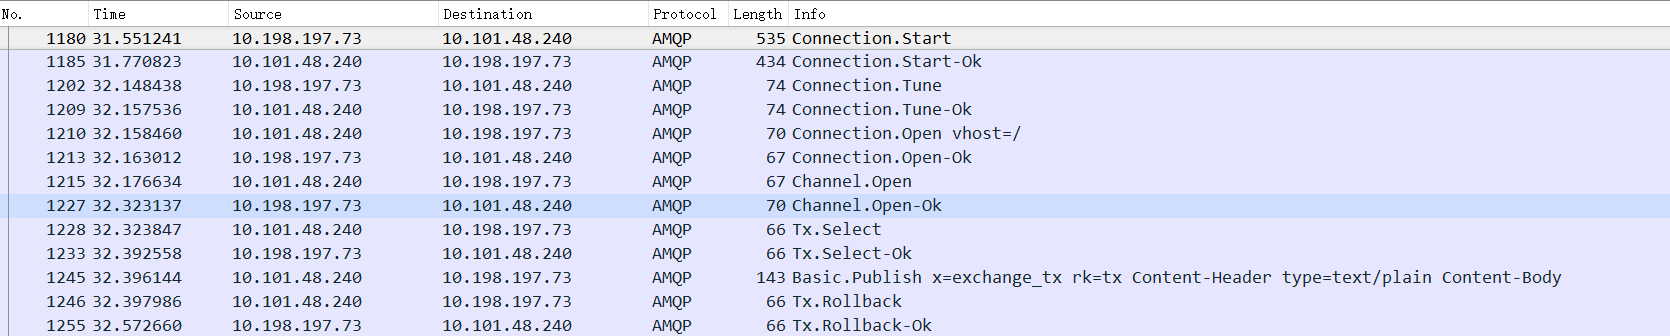 No. Time Source Destination Protocol Length Info
1180 31.551241 10.198.197.73 10.101.48.240 AMQP 535 Connection.Start
1185 31.770823 10.101.48.240 10.198.197.73 AMQP 434 Connection.Start-Ok
1202 32.148438 10.198.197.73 10.101.48.240 AMQP 74 Connection.Tune
1209 32.157536 10.101.48.240 10.198.197.73 AMQP 74 Connection.Tune-Ok
1210 32.158460 10.101.48.240 10.198.197.73 AMQP 70 Connection.Open vhost=/
1213 32.163012 10.198.197.73 10.101.48.240 AMQP 67 Connection.Open-Ok
1215 32.176634 10.101.48.240 10.198.197.73 AMQP 67 Channel.Open
1227 32.323137 10.198.197.73 10.101.48.240 AMQP 70 Channel.Open-Ok
1228 32.323847 10.101.48.240 10.198.197.73 AMQP 66 Tx.Select
1233 32.392558 10.198.197.73 10.101.48.240 AMQP 66 Tx.Select-Ok
1245 32.396144 10.101.48.240 10.198.197.73 AMQP 143 Basic.Publish x=exchange_tx rk=tx Content-Header type=text/plain Content-Body
1246 32.397986 10.101.48.240 10.198.197.73 AMQP 66 Tx.Rollback
1255 32.572660 10.198.197.73 10.101.48.240 AMQP 66 Tx.Rollback-Ok